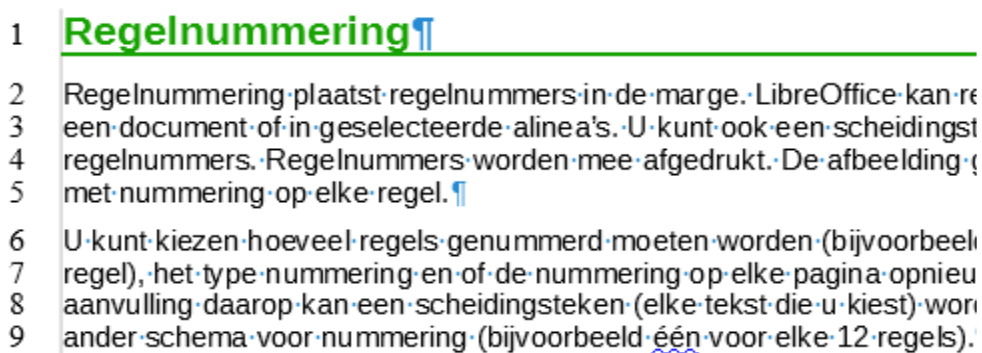 1 Regelnummering¶
2 Regelnummering·plaatst·regelnummers·in·de·marge.·LibreOffice·kan·
3 een·document·of·in·geselecteerde·alinea's.·U·kunt·ook·een·
4 regelnummers.·Regelnummers·worden·mee·afgedrukt.·De·afbeelding·
5 met·nummering·op·elke·regel.¶
6 U·kunt·kiezen·hoeveel·regels·genummerd·moeten·worden·(bijvoorbeeld
7 regel),·het·type·nummering·en·of·de·nummering·op·elke·pagina·
8 aanvulling·daarop·kan·een·scheidingsteken·(elke·tekst·die·u·kiest)·
9 ander·schema·voor·nummering·(bijvoorbeeld·één·voor·elke·12·regels).